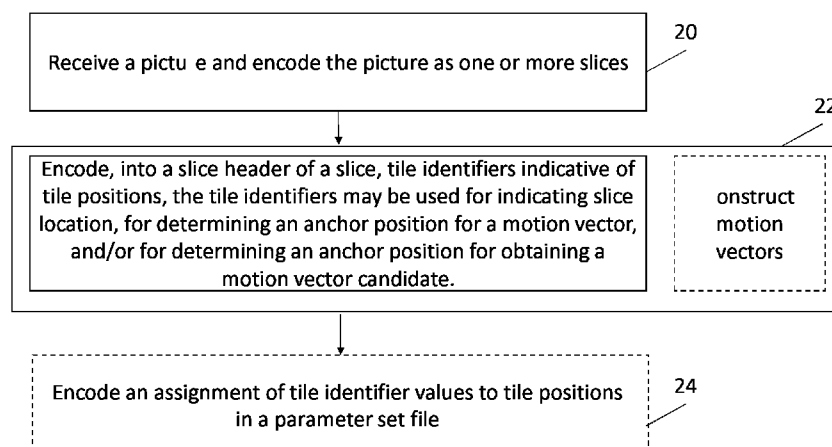 20
Receive a pictu e and encode the picture as one or more slices
22
Encode, into a slice header of a slice, tile identifiers indicative of
tile positions, the tile identifiers may be used for indicating slice
location, for determining an anchor position for a motion vector,
and/or for determining an anchor position for obtaining a
motion vector candidate.
onstruct
motion
vectors
Encode an assignment of tile identifier values to tile positions
in a parameter set file
24